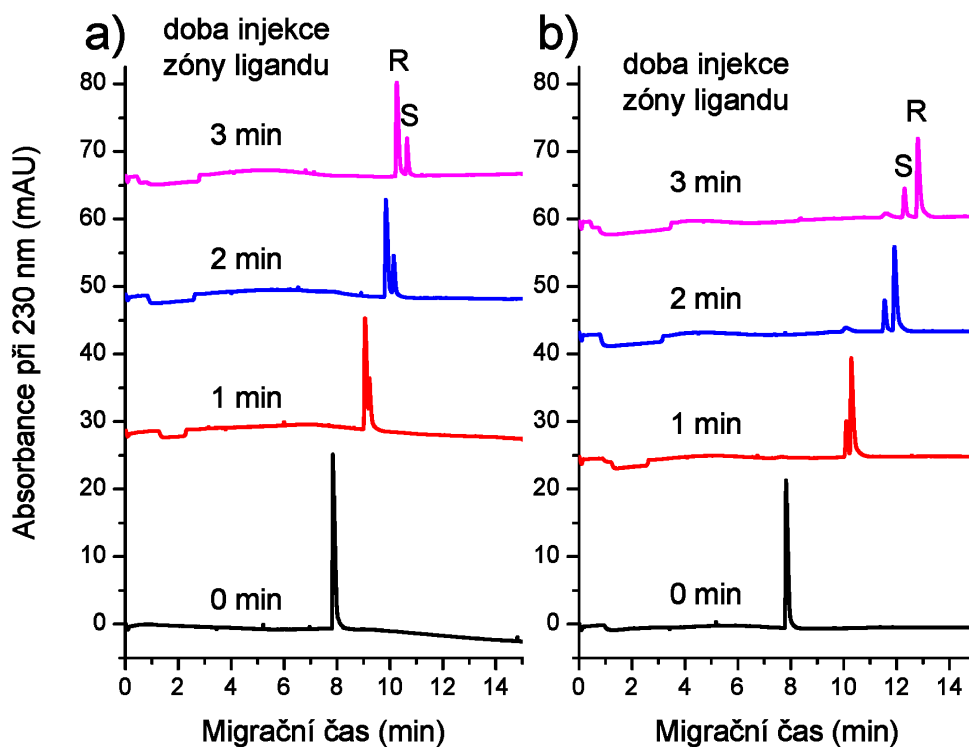 a)
doba injekce
zóny ligandu
R
S
3 min
2 min
1 min
0 min
80
70
60
50
40
30
20
10
0
Absorbance při 230 nm (mAU)
0 2 4 6 8 10 12 14
Migrační čas (min)
b)
doba injekce
zóny ligandu
R
S
3 min
2 min
1 min
0 min
80
70
60
50
40
30
20
10
0
0 2 4 6 8 10 12 14
Migrační čas (min)